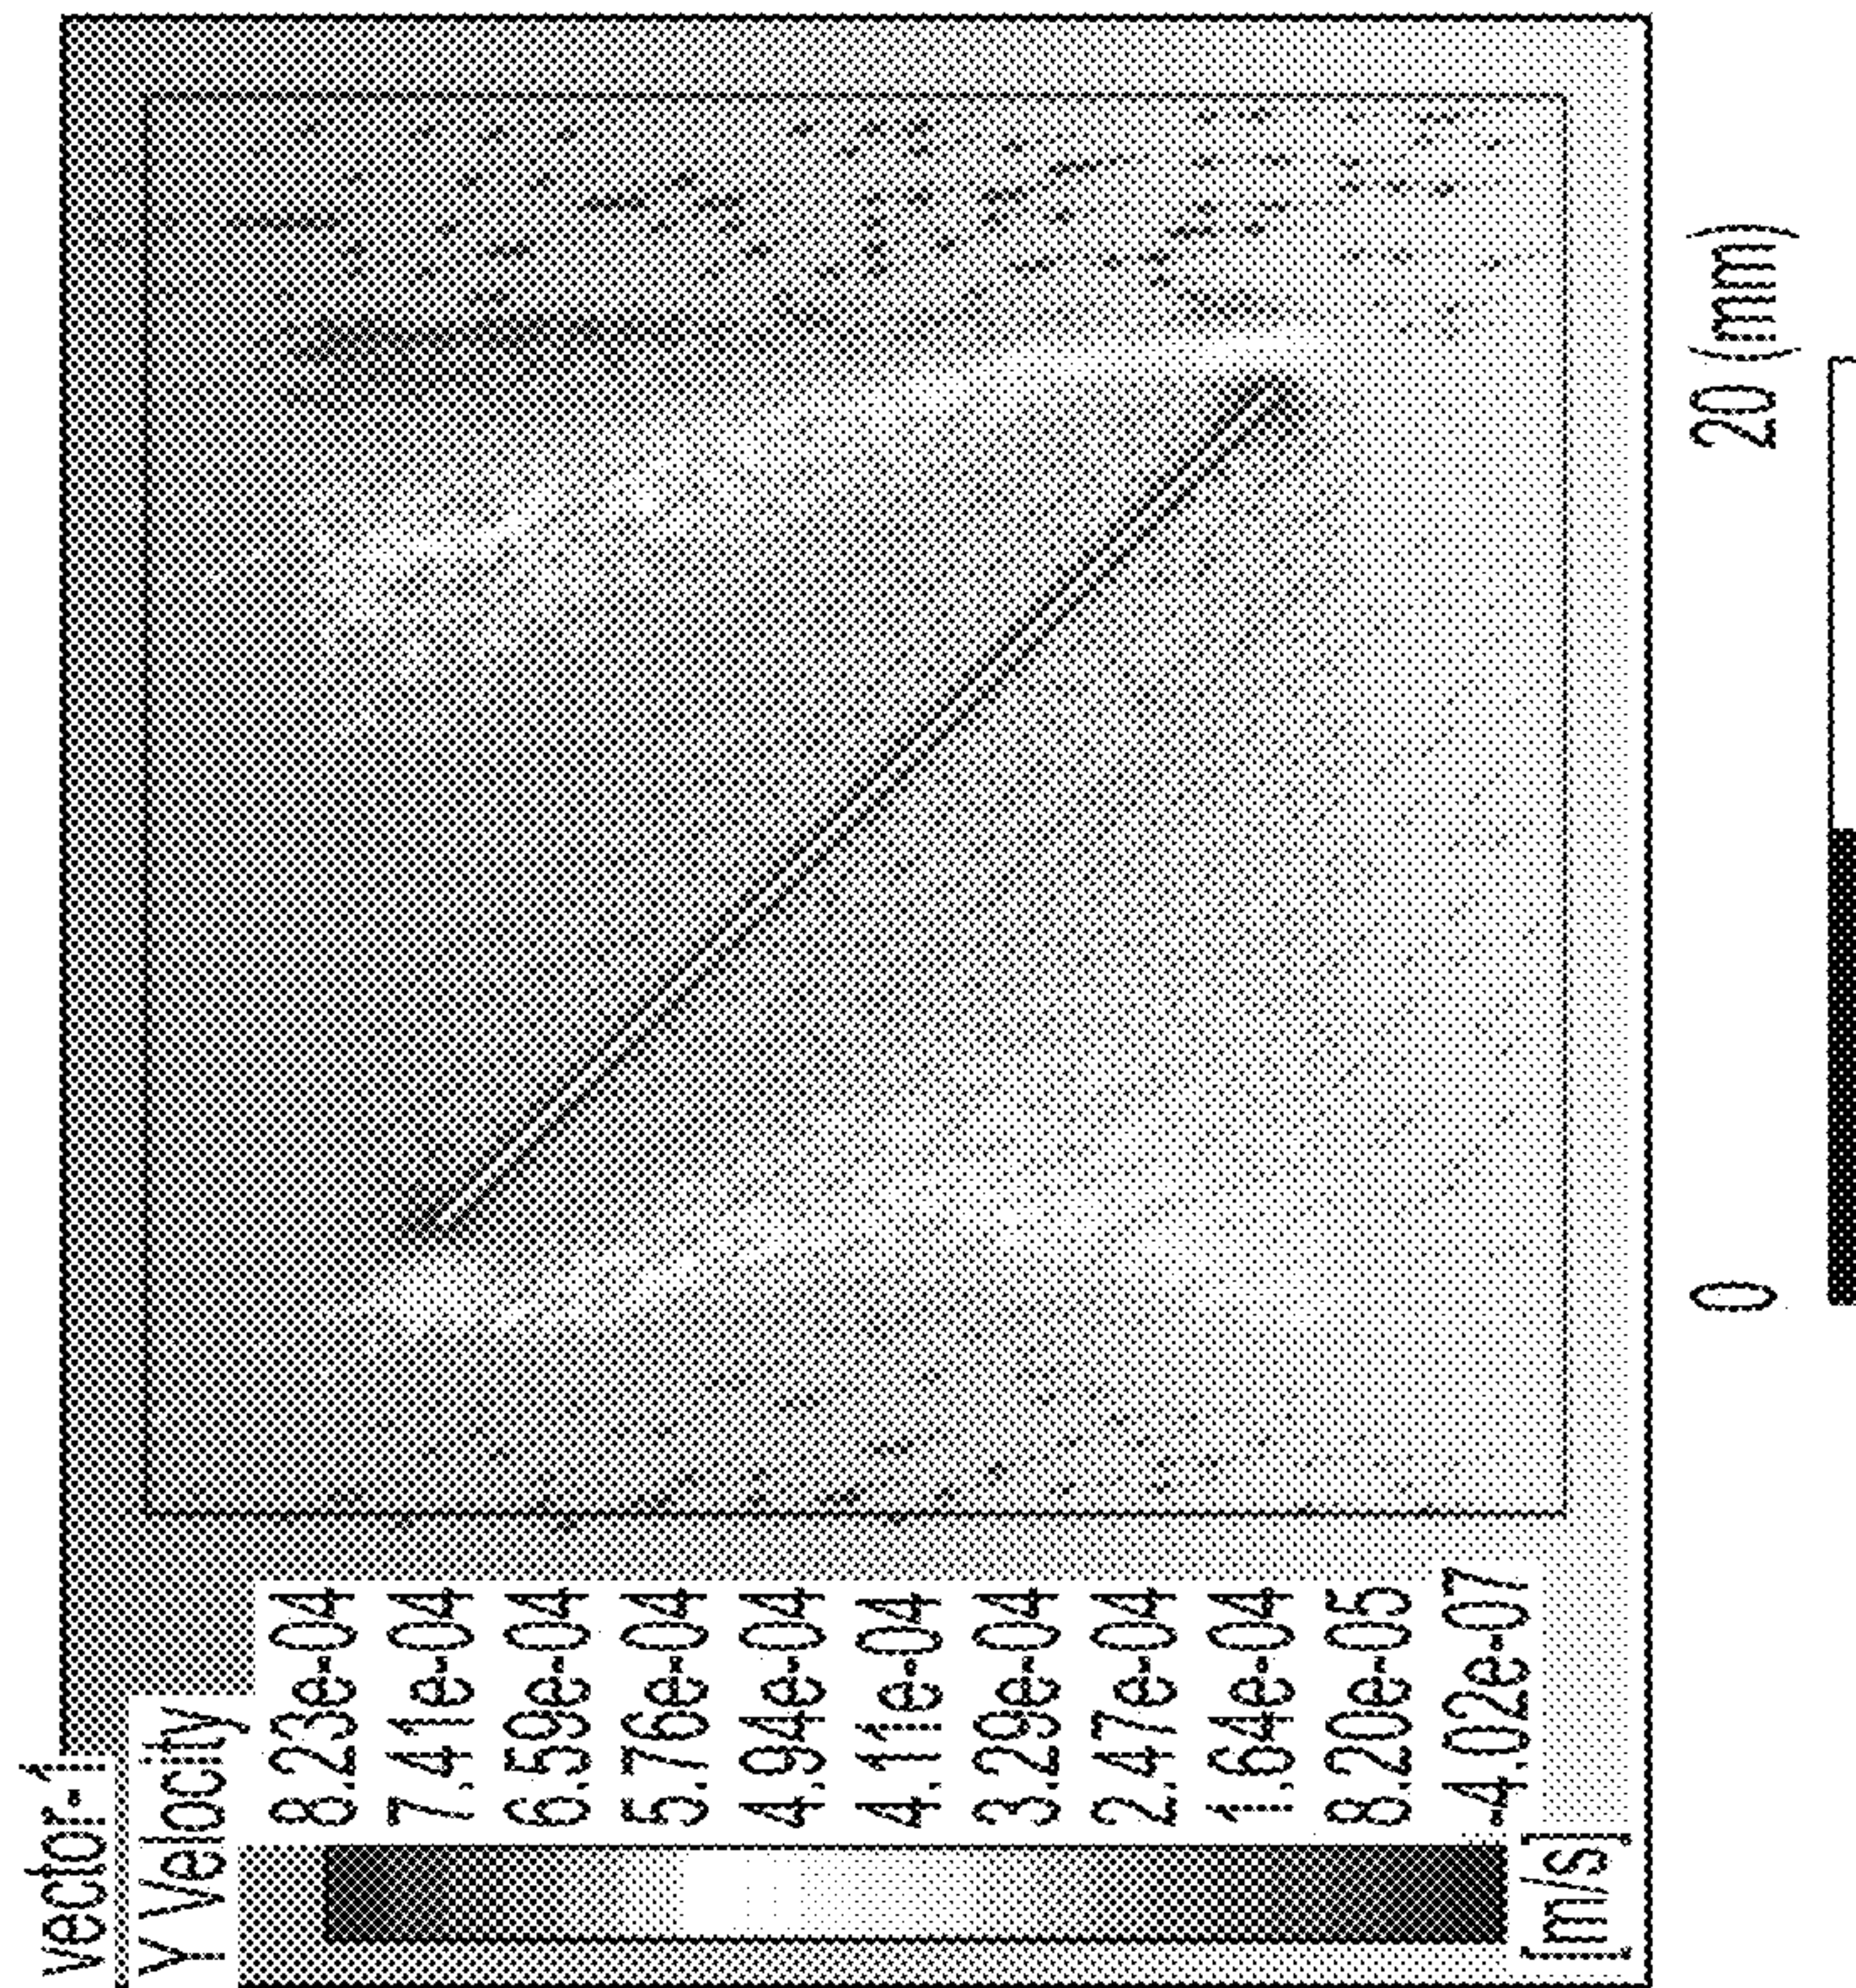 vector-1
Y Velocity
8.23e-04
7.41e-04
6.59e-04
5.76e-04
4.94e-04
4.11e-04
3.29e-04
2.47e-04
1.64e-04
8.20e-05
-4.02e-07
[m/s]
0
20 (mm)